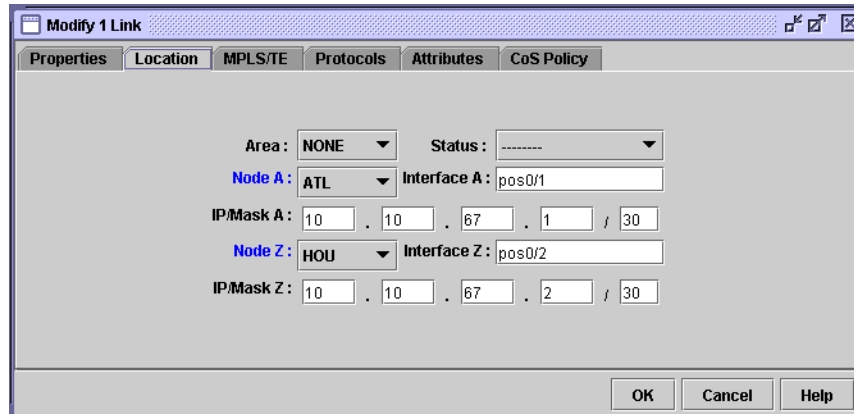 Modify 1 Link
Properties Location MPLS/TE Protocols Attributes CoS Policy
Area : NONE Status : --------
Node A : ATL Interface A : pos0/1
IP/Mask A : 10 . 10 . 67 . 1 / 30
Node Z : HOU Interface Z : pos0/2
IP/Mask Z : 10 . 10 . 67 . 2 / 30
OK Cancel Help